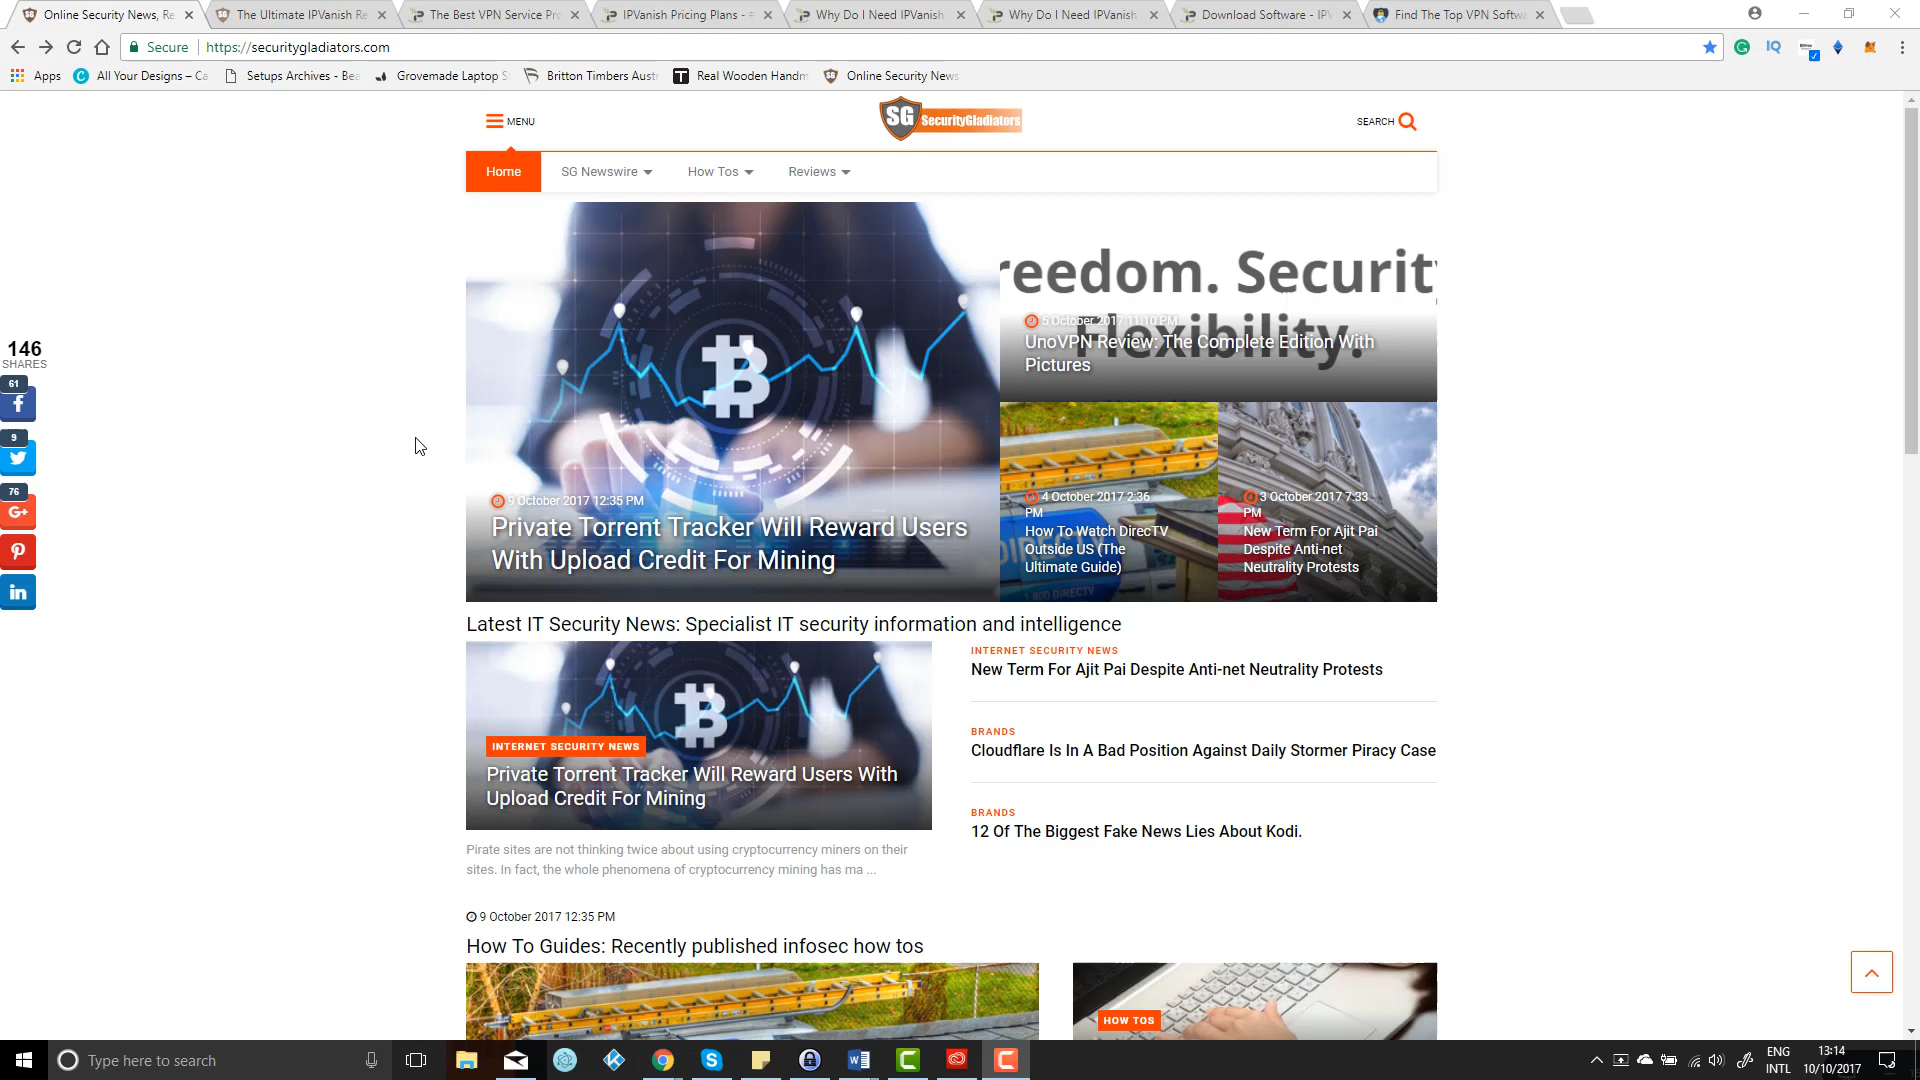 Online Security News, Re
The Ultimate IPVanish Re
The Best VPN Service Pro
IPVanish Pricing Plans -
Why Do I Need IPVanish
Why Do I Need IPVanish
Download Software - IPV
Find The Top VPN Softwa
Secure
https://securitygladiators.com
Apps
All Your Designs – Ca
Setups Archives - Bea
Grovemade Laptop S
Britton Timbers Aust
Real Wooden Handm
Online Security News
MENU
SG SecurityGladiators
SEARCH
Home
SG Newswire
How Tos
Reviews
reedom. Security
Flexibility.
5 October 2017 11:10 PM
UnoVPN Review: The Complete Edition With
Pictures
146
SHARES
61
9
76
G+
in
9 October 2017 12:35 PM
Private Torrent Tracker Will Reward Users
With Upload Credit For Mining
4 October 2017 2:36
PM
How To Watch DirecTV
Outside US (The
Ultimate Guide)
1 800 DIRECTV
3 October 2017 7:33
PM
New Term For Ajit Pai
Despite Anti-net
Neutrality Protests
Latest IT Security News: Specialist IT security information and intelligence
INTERNET SECURITY NEWS
Private Torrent Tracker Will Reward Users With
Upload Credit For Mining
Pirate sites are not thinking twice about using cryptocurrency miners on their
sites. In fact, the whole phenomena of cryptocurrency mining has ma ...
9 October 2017 12:35 PM
INTERNET SECURITY NEWS
New Term For Ajit Pai Despite Anti-net Neutrality Protests
BRANDS
Cloudflare Is In A Bad Position Against Daily Stormer Piracy Case
BRANDS
12 Of The Biggest Fake News Lies About Kodi.
How To Guides: Recently published infosec how tos
HOW TOS
Type here to search
ENG
INTL
13:14
10/10/2017